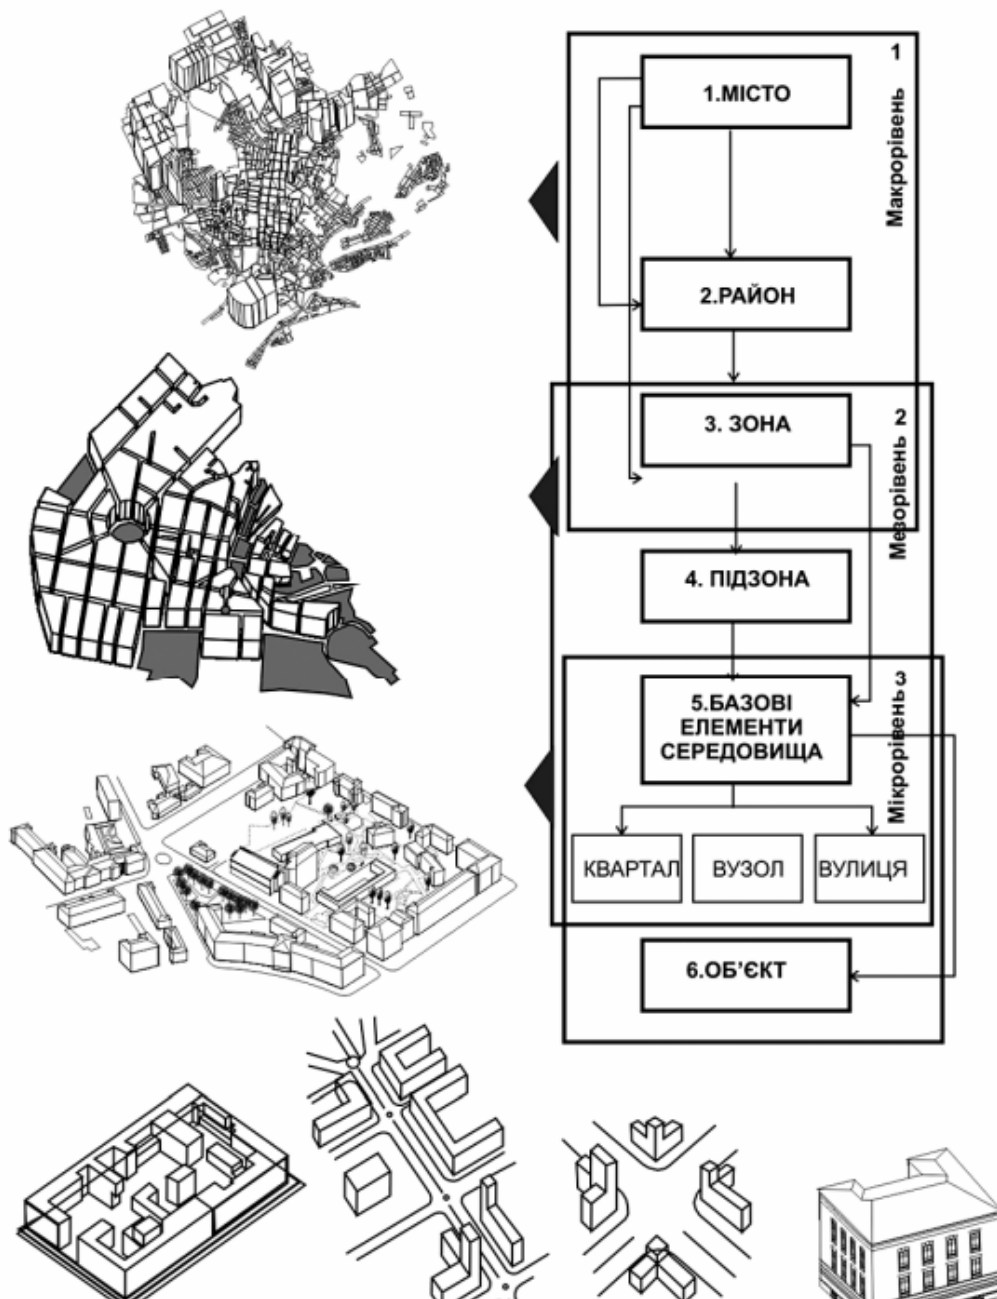 1
Макрорівень
1.МІСТО
2.РАЙОН
2
Мезорівень
3. ЗОНА
4. ПІДЗОНА
3
Мікрорівень
5.БАЗОВІ
ЕЛЕМЕНТИ
СЕРЕДОВИЩА
КВАРТАЛ
ВУЗОЛ
ВУЛИЦЯ
6.ОБ'ЄКТ